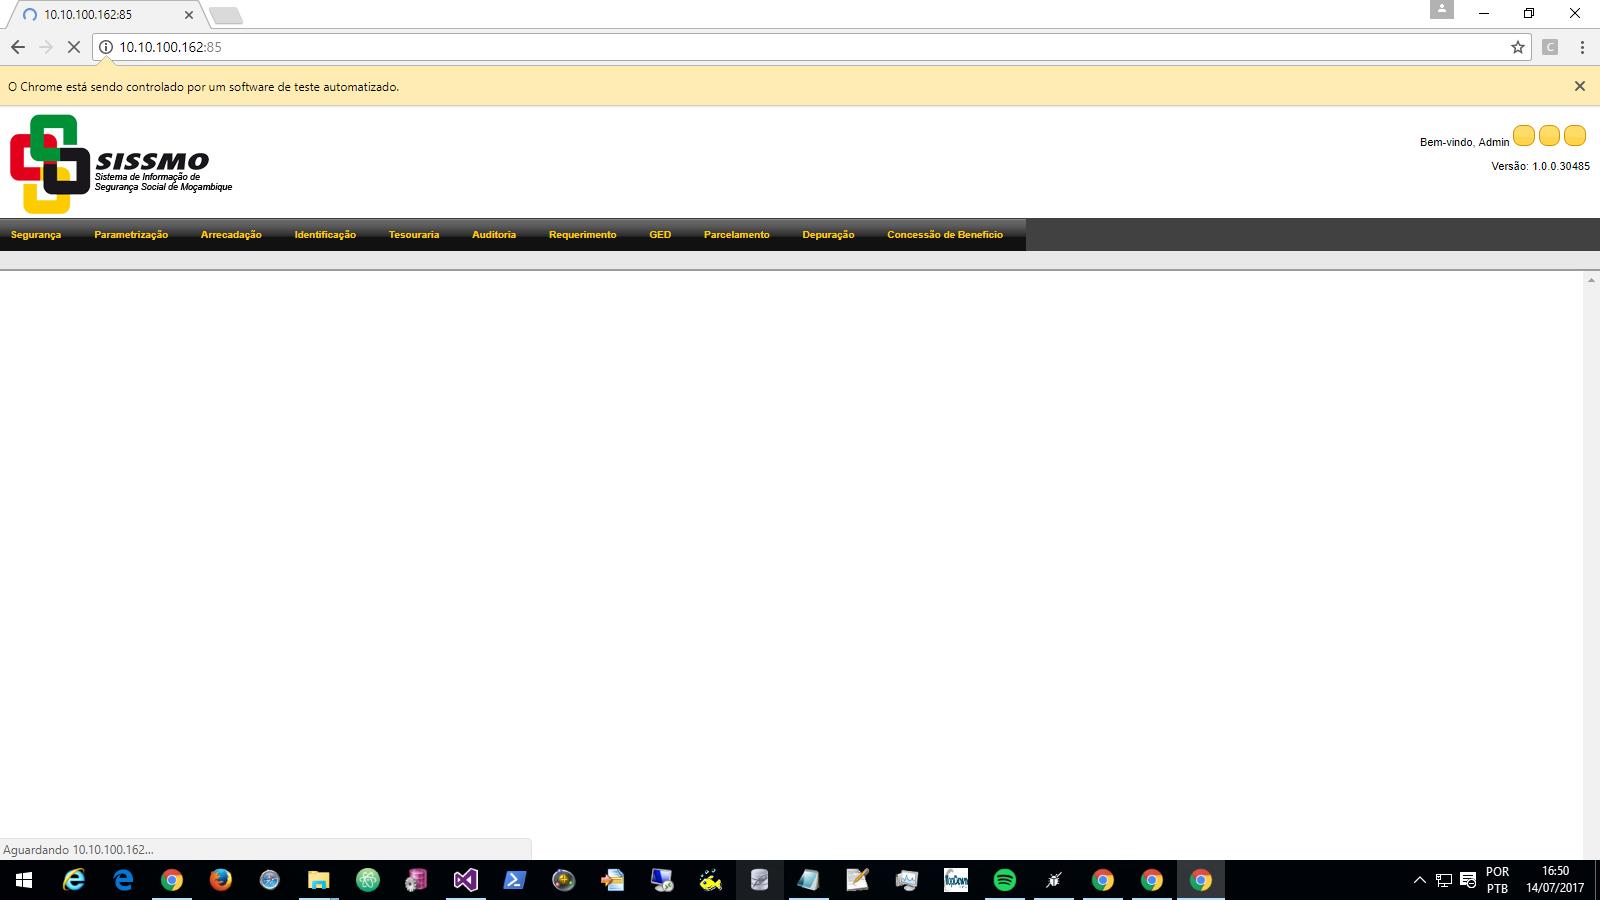 10.10.100.162:85
10.10.100.162:85
C
O Chrome está sendo controlado por um software de teste automatizado.
SISSMO
Sistema de Informação de
Segurança Social de Moçambique
Bem-vindo, Admin
Versão: 1.0.0.30485
Segurança Parametrização Arrecadação Identificação Tesouraria Auditoria Requerimento GED Parcelamento Depuração Concessão de Benefício
Aguardando 10.10.100.162...
POR
PTB
16:50
14/07/2017